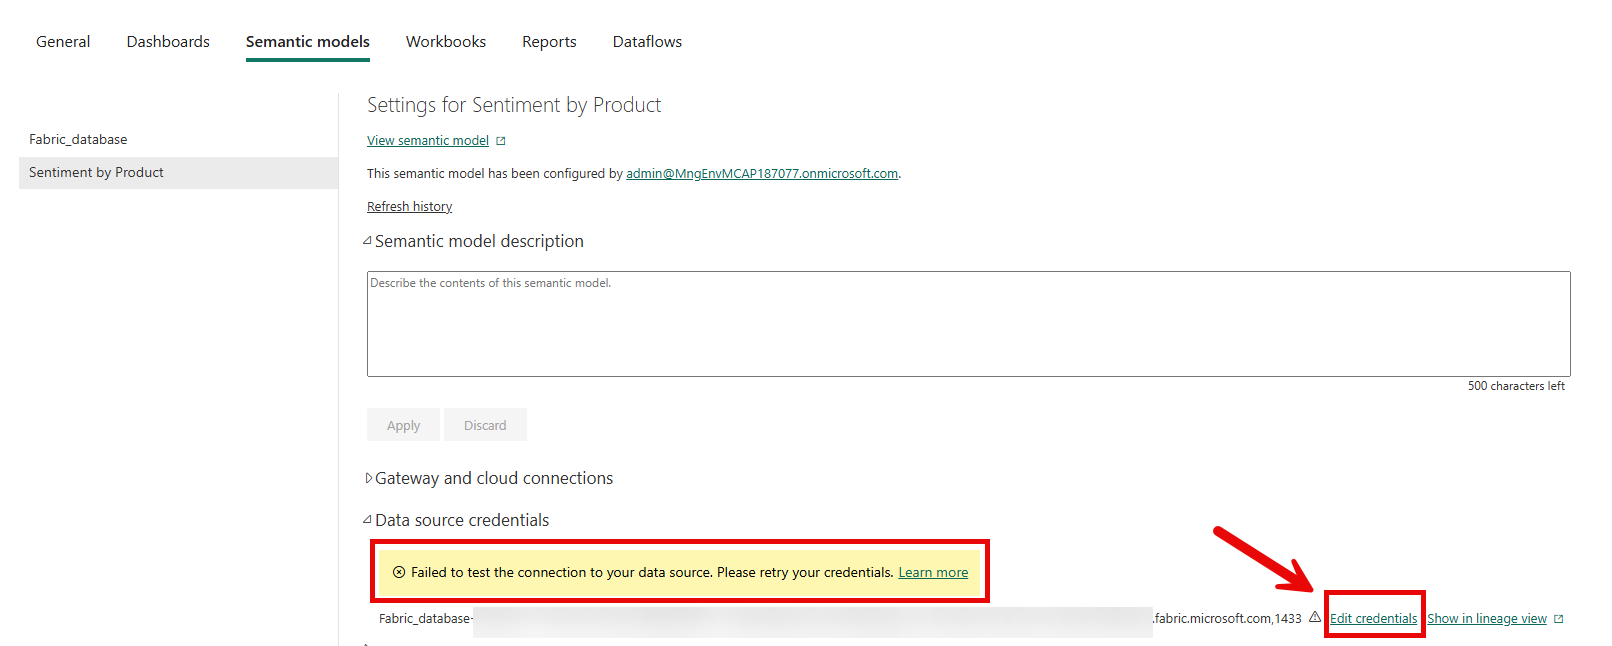 General Dashboards Semantic models Workbooks Reports Dataflows
Fabric_database
Sentiment by Product
Settings for Sentiment by Product
View semantic model
This semantic model has been configured by admin@MngEnvMCAP187077.onmicrosoft.com.
Refresh history
Semantic model description
Describe the contents of this semantic model.
500 characters left
Apply Discard
Gateway and cloud connections
Data source credentials
Failed to test the connection to your data source. Please retry your credentials. Learn more
Fabric_database- .fabric.microsoft.com,1433 Edit credentials Show in lineage view